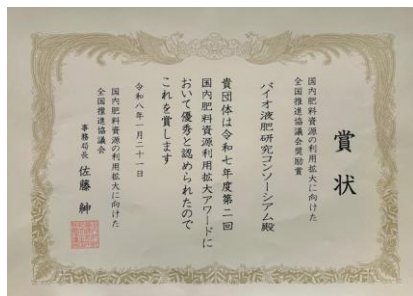 賞状
国内肥料資源の利用拡大に向けた
全国推進協議会奨励賞
バイオ液肥研究コンソーシアム殿
貴団体は令和七年度第二回
国内肥料資源利用拡大アワードに
おいて優秀と認められたので
これを賞します
令和八年一月二十一日
国内肥料資源の利用拡大に向けた
全国推進協議会
事務局長 佐藤 紳